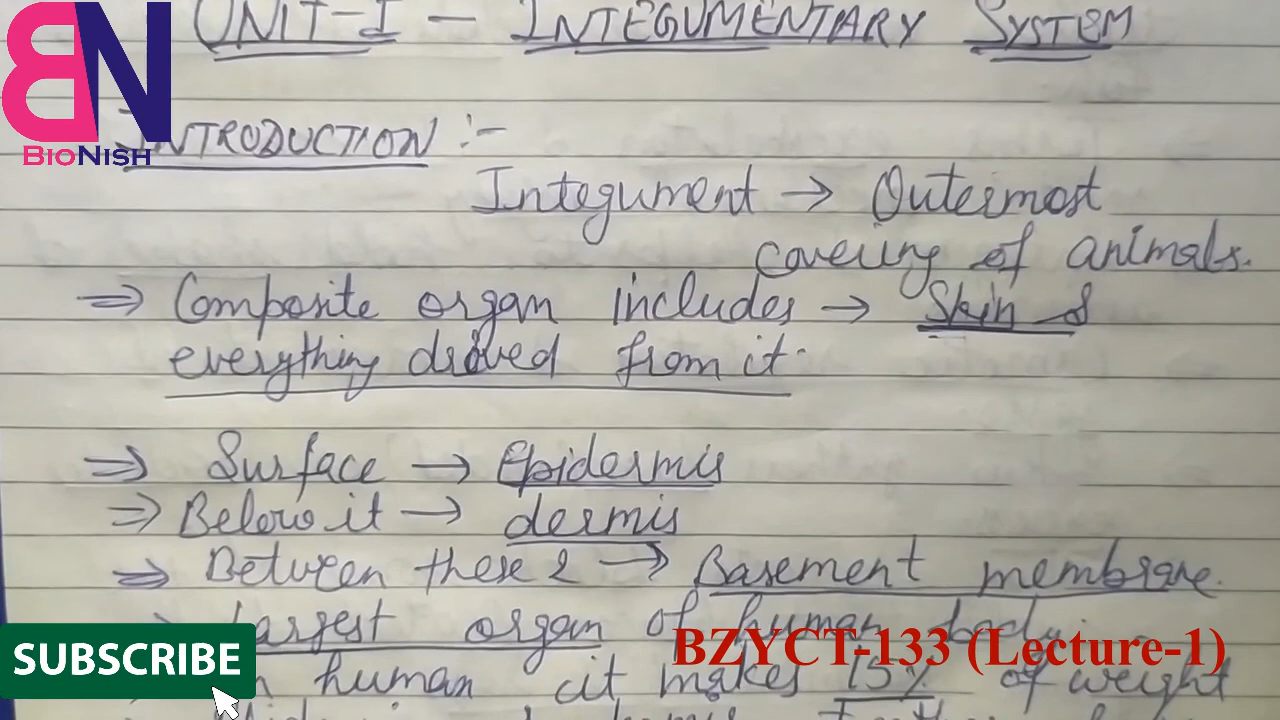 UNIT-I — INTEGUMENTARY SYSTEM
BN
BIONISH
INTRODUCTION :-
Integument → Outermost
covering of animals.
⇒ Composite organ includes → Skin &
everything drived from it.
⇒ Surface → Epidermis
⇒ Below it → dermis
⇒ Between these 2 → Basement membrane.
Largest organ of human body
BZYCT-133 (Lecture-1)
SUBSCRIBE
human it makes 15% of weight